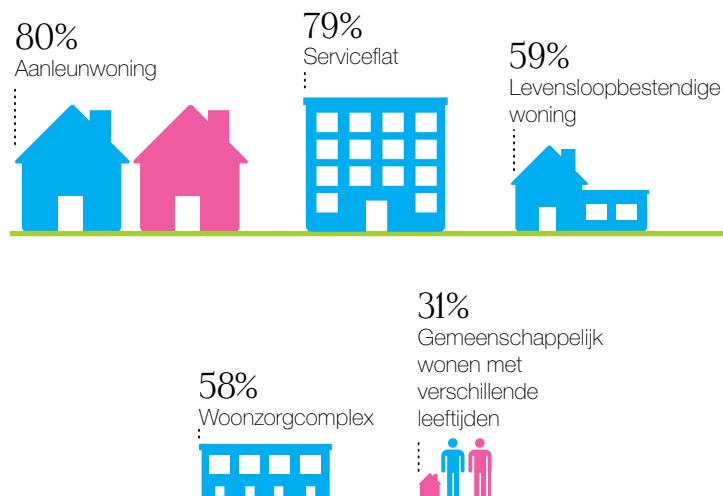 80%
Aanleunwoning
79%
Serviceflat
59%
Levensloopbestendige
woning
58%
Woonzorgcomplex
31%
Gemeenschappelijk
wonen met
verschillende
leeftijden